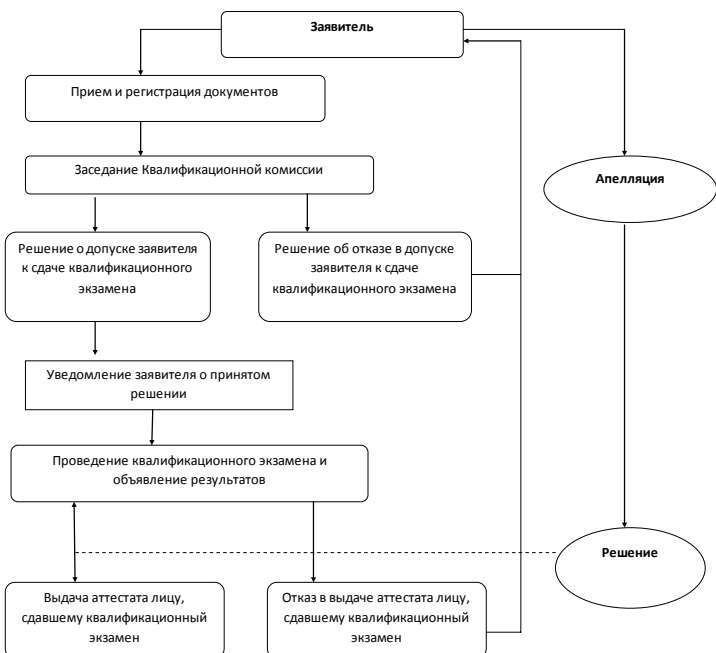 Заявитель
Прием и регистрация документов
Заседание Квалификационной комиссии
Апелляция
Решение о допуске заявителя
к сдаче квалификационного
экзамена
Решение об отказе в допуске
заявителя к сдаче
квалификационного экзамена
Уведомление заявителя о принятом
решении
Проведение квалификационного экзамена и
объявление результатов
Решение
Выдача аттестата лицу,
сдавшему квалификационный
экзамен
Отказ в выдаче аттестата лицу,
сдавшему квалификационный
экзамен